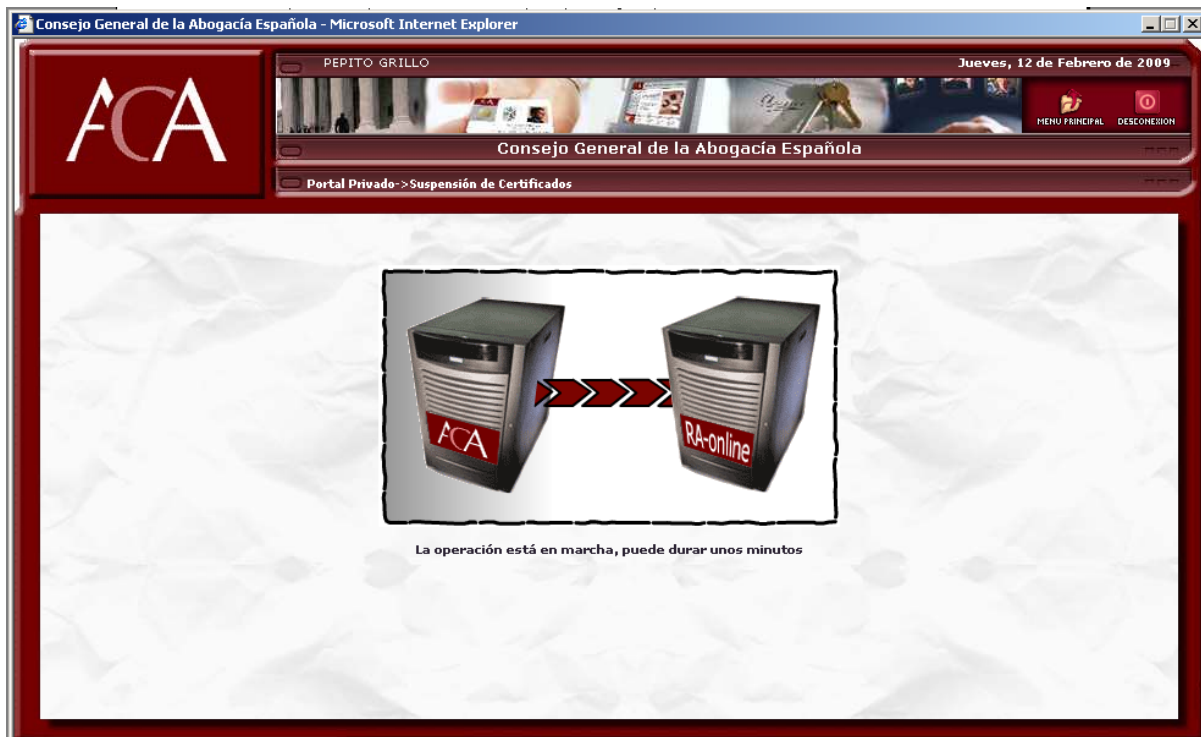 Consejo General de la Abogacía Española - Microsoft Internet Explorer
ACA
PEPITO GRILLO
Jueves, 12 de Febrero de 2009
MENU PRINCIPAL
DESCONEXION
Consejo General de la Abogacía Española
Portal Privado->Suspensión de Certificados
ACA
RA-online
La operación está en marcha, puede durar unos minutos